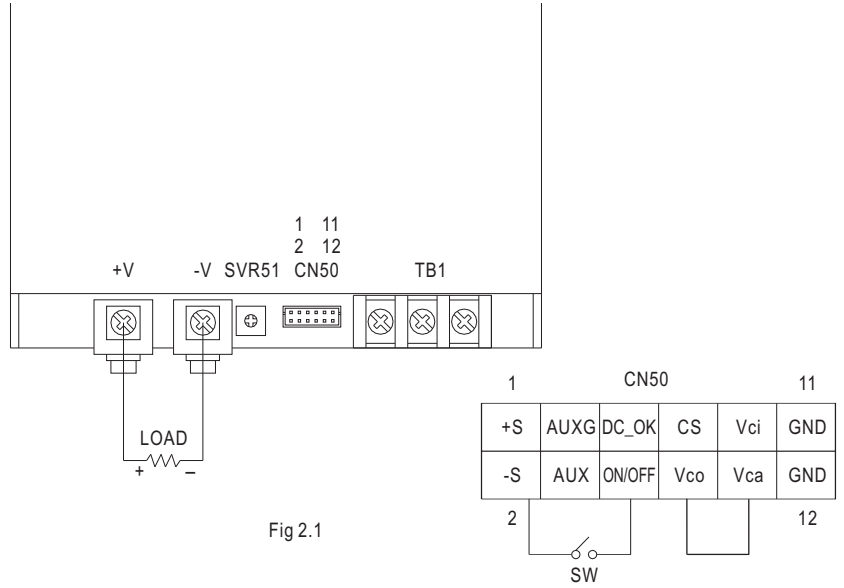 1 11
2 12
+V -V SVR51 CN50 TB1
LOAD
+ –
Fig 2.1
1 CN50 11
+S AUXG DC_OK CS Vci GND
-S AUX ON/OFF Vco Vca GND
2 12
SW